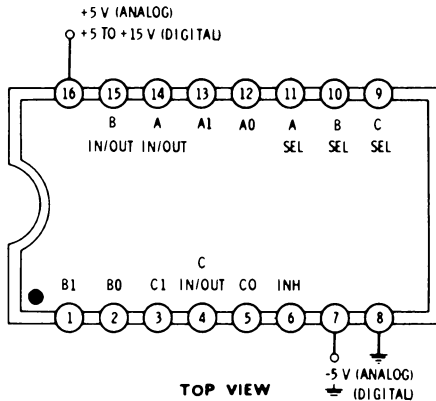 +5 V (ANALOG)
+5 TO +15 V (DIGITAL)
16 15 14 13 12 11 10 9
B A A1 A0 A B C
IN/OUT IN/OUT SEL SEL SEL
C
B1 B0 C1 IN/OUT C0 INH
1 2 3 4 5 6 7 8
-5 V (ANALOG)
TOP VIEW
(DIGITAL)